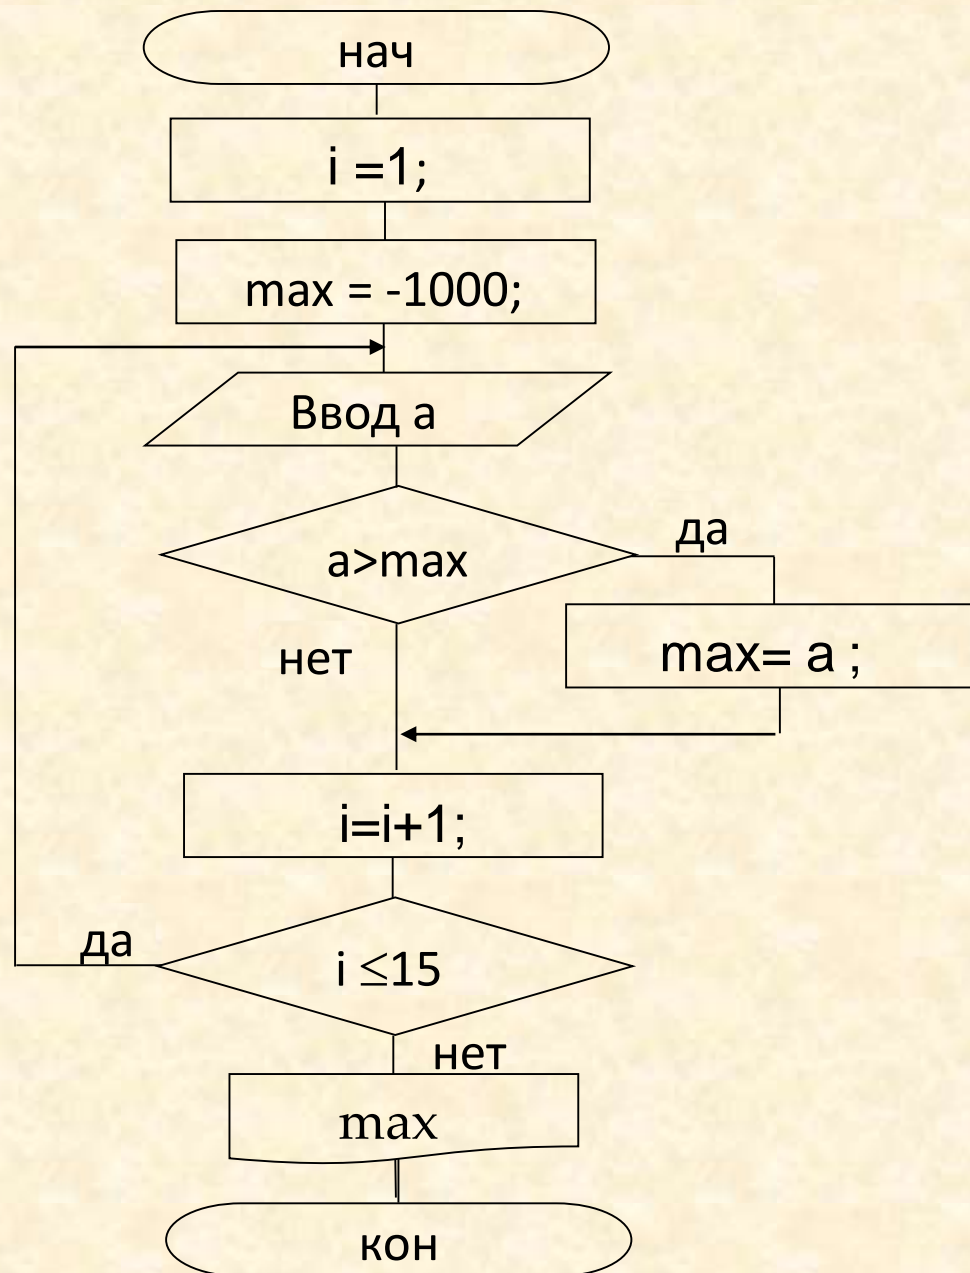 нач
i =1;
max = -1000;
Ввод a
a>max
да
max= a ;
нет
i=i+1;
да
i ≤15
нет
max
кон